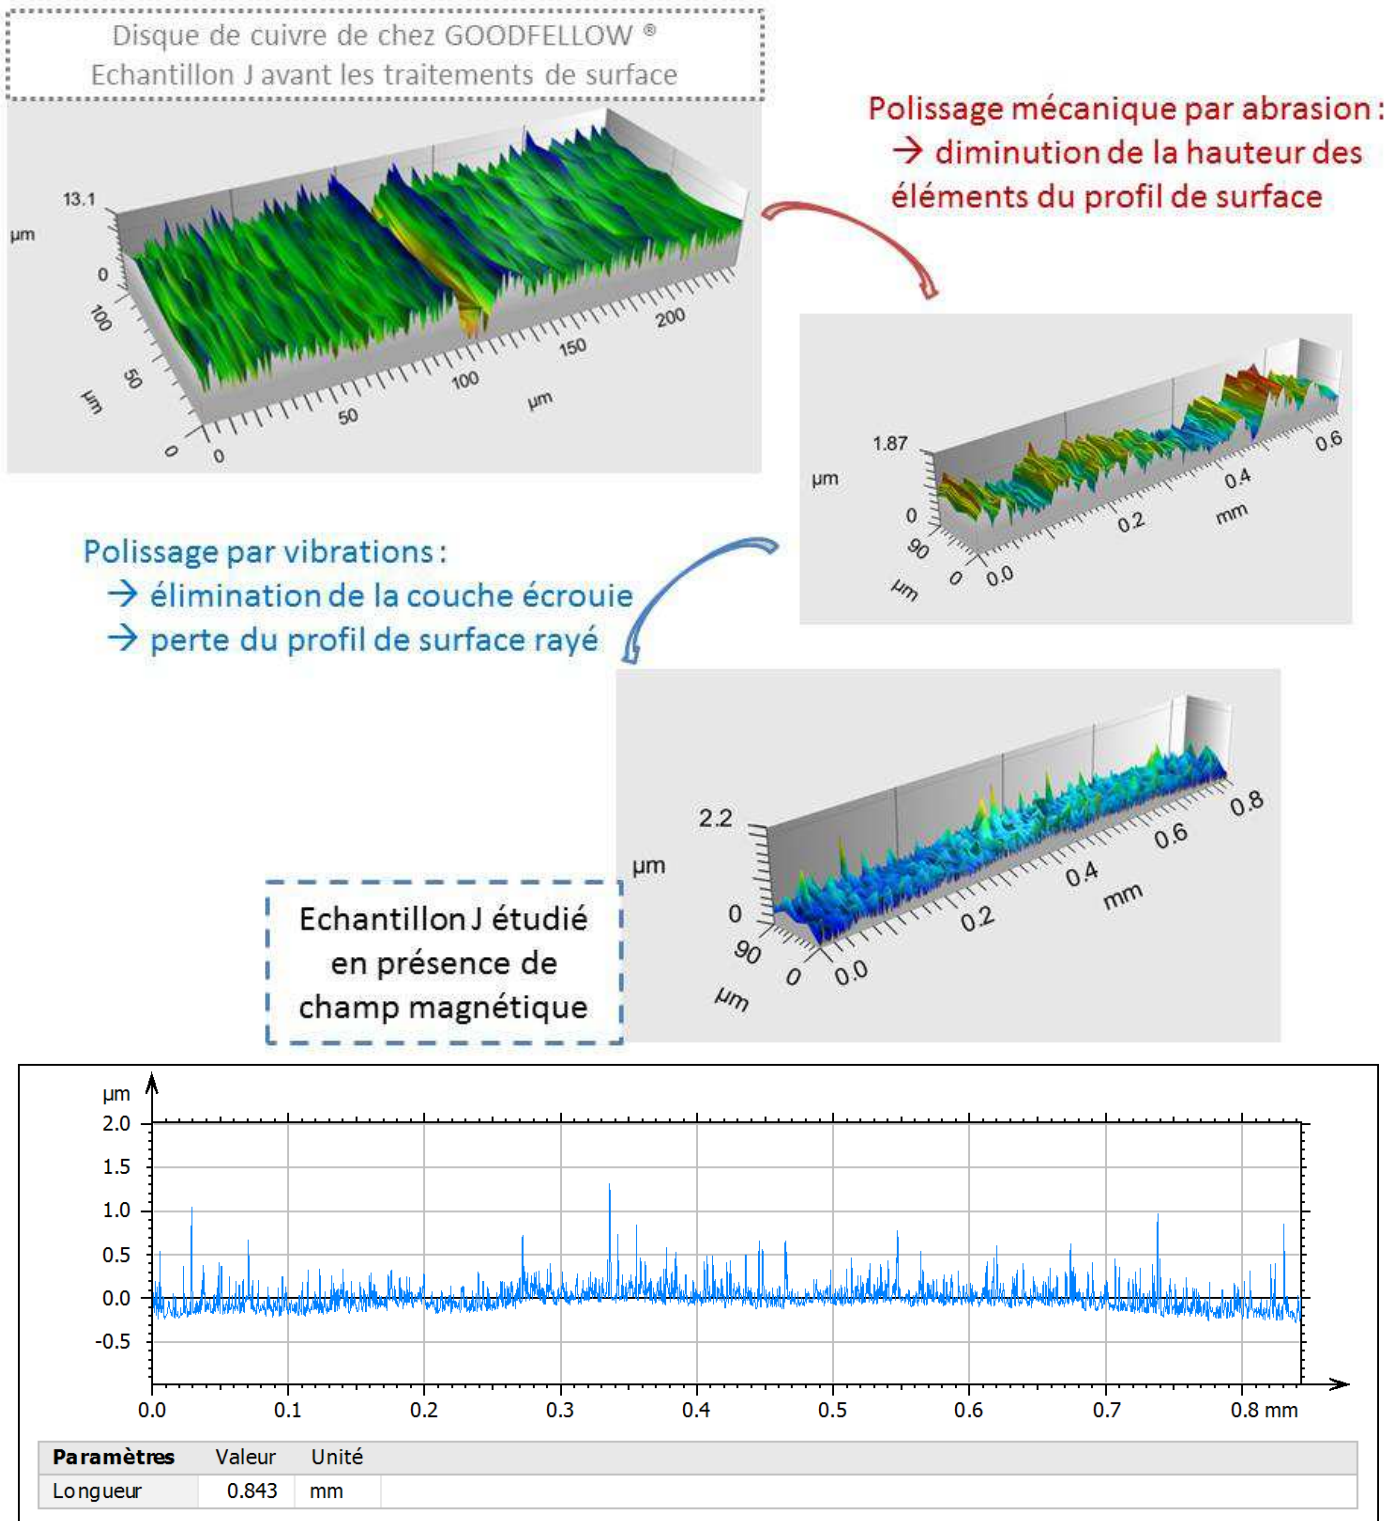 Disque de cuivre de chez GOODFELLOW ®
Echantillon J avant les traitements de surface
Polissage mécanique par abrasion :
→ diminution de la hauteur des
éléments du profil de surface
13.1
µm
0
100
50
µm
0
0
50
100
µm
150
200
1.87
µm
0
90
µm
0
0.0
0.2
mm
0.4
0.6
Polissage par vibrations :
→ élimination de la couche écrouie
→ perte du profil de surface rayé
2.2
µm
0
90
µm
0
0.0
0.2
0.4
mm
0.6
0.8
Echantillon J étudié
en présence de
champ magnétique
µm
2.0
1.5
1.0
0.5
0.0
-0.5
0.0 0.1 0.2 0.3 0.4 0.5 0.6 0.7 0.8 mm
Paramètres Valeur Unité
Longueur 0.843 mm